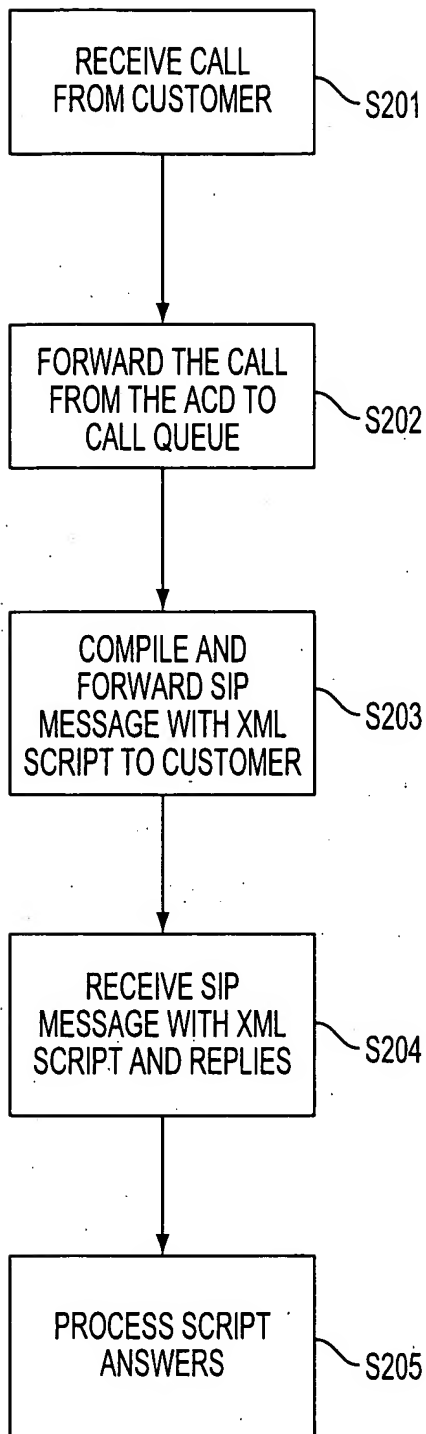 RECEIVE CALL
FROM CUSTOMER
S201
FORWARD THE CALL
FROM THE ACD TO
CALL QUEUE
S202
COMPILE AND
FORWARD SIP
MESSAGE WITH XML
SCRIPT TO CUSTOMER
S203
RECEIVE SIP
MESSAGE WITH XML
SCRIPT AND REPLIES
S204
PROCESS SCRIPT
ANSWERS
S205